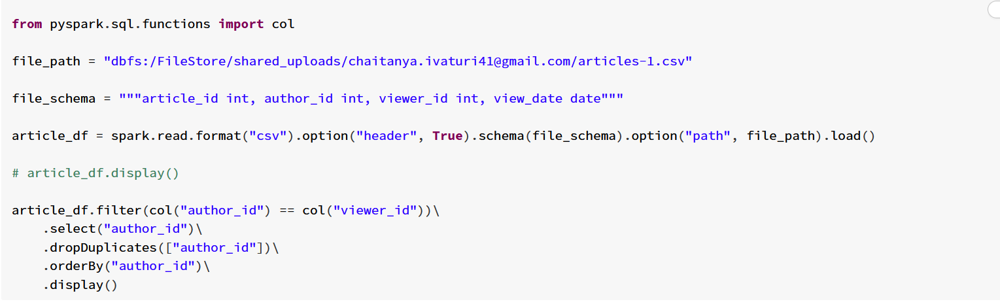 from pyspark.sql.functions import col
file_path = "dbfs:/FileStore/shared_uploads/chaitanya.ivaturi41@gmail.com/articles-1.csv"
file_schema = """article_id int, author_id int, viewer_id int, view_date date"""
article_df = spark.read.format("csv").option("header", True).schema(file_schema).option("path", file_path).load()
# article_df.display()
article_df.filter(col("author_id") == col("viewer_id"))\
    .select("author_id")\
    .dropDuplicates(["author_id"])\
    .orderBy("author_id")\
    .display()